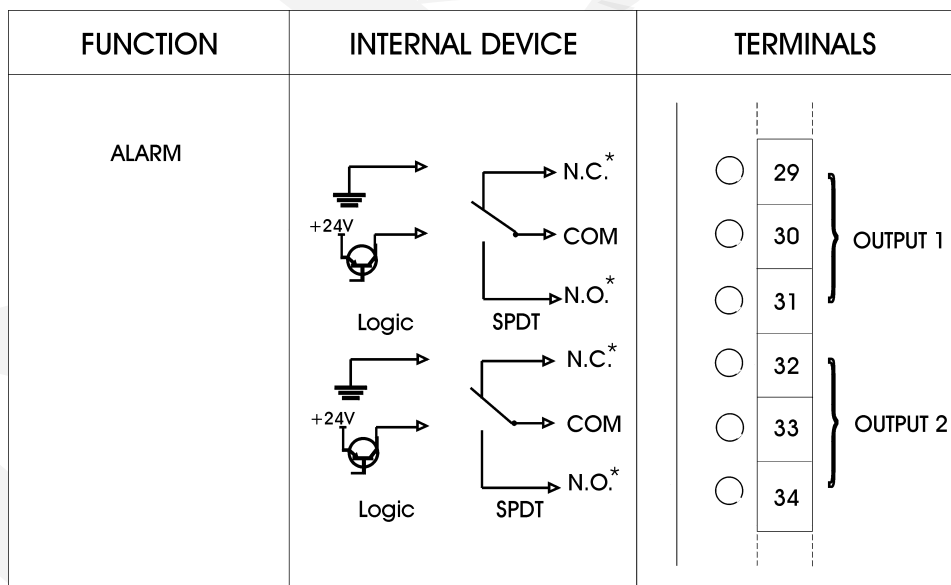 FUNCTION
INTERNAL DEVICE
TERMINALS
ALARM
N.C.*
29
+24V
COM
30
OUTPUT 1
N.O.*
31
Logic
SPDT
N.C.*
32
+24V
COM
33
OUTPUT 2
N.O.*
34
Logic
SPDT